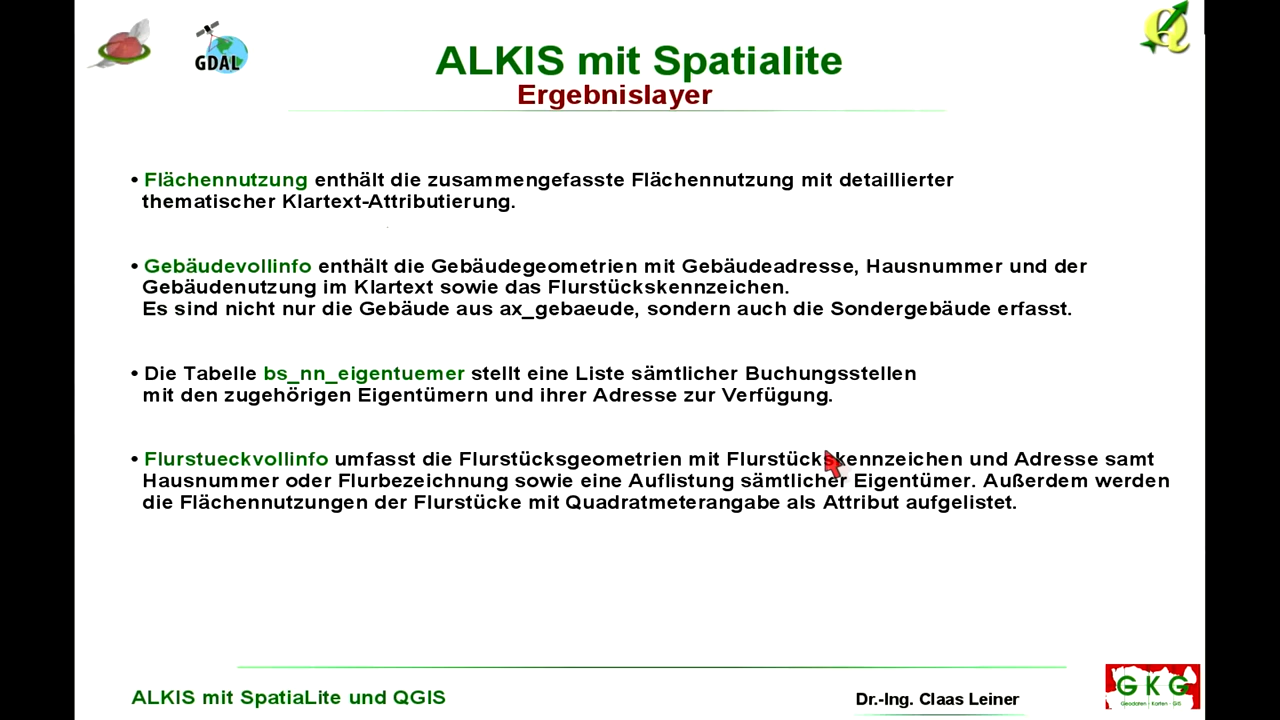 GDAL
ALKIS mit Spatialite
Ergebnislayer
• Flächennutzung enthält die zusammengefasste Flächennutzung mit detaillierter
thematischer Klartext-Attributierung.
• Gebäudevollinfo enthält die Gebäudegeometrien mit Gebäudeadresse, Hausnummer und der
Gebäudenutzung im Klartext sowie das Flurstückskennzeichen.
Es sind nicht nur die Gebäude aus ax_gebaeude, sondern auch die Sondergebäude erfasst.
• Die Tabelle bs_nn_eigentuemer stellt eine Liste sämtlicher Buchungsstellen
mit den zugehörigen Eigentümern und ihrer Adresse zur Verfügung.
• Flurstueckvollinfo umfasst die Flurstücksgeometrien mit Flurstückskennzeichen und Adresse samt
Hausnummer oder Flurbezeichnung sowie eine Auflistung sämtlicher Eigentümer. Außerdem werden
die Flächennutzungen der Flurstücke mit Quadratmeterangabe als Attribut aufgelistet.
ALKIS mit SpatiaLite und QGIS
Dr.-Ing. Claas Leiner
G K G
Geodaten - Karten - GIS